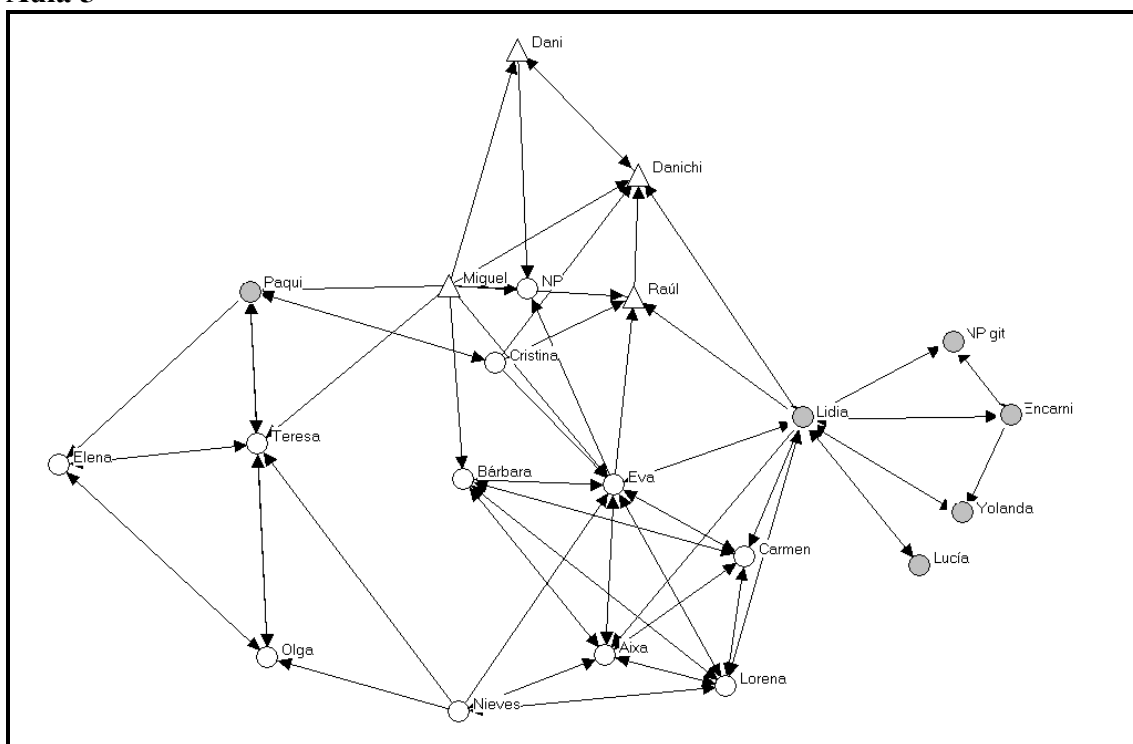 Dani
Danichi
Paqui
Miguel
NP
Raúl
Cristina
NP git
Lidia
Encarni
Teresa
Elena
Bárbara
Eva
Yolanda
Carmen
Lucía
Olga
Aixa
Lorena
Nieves